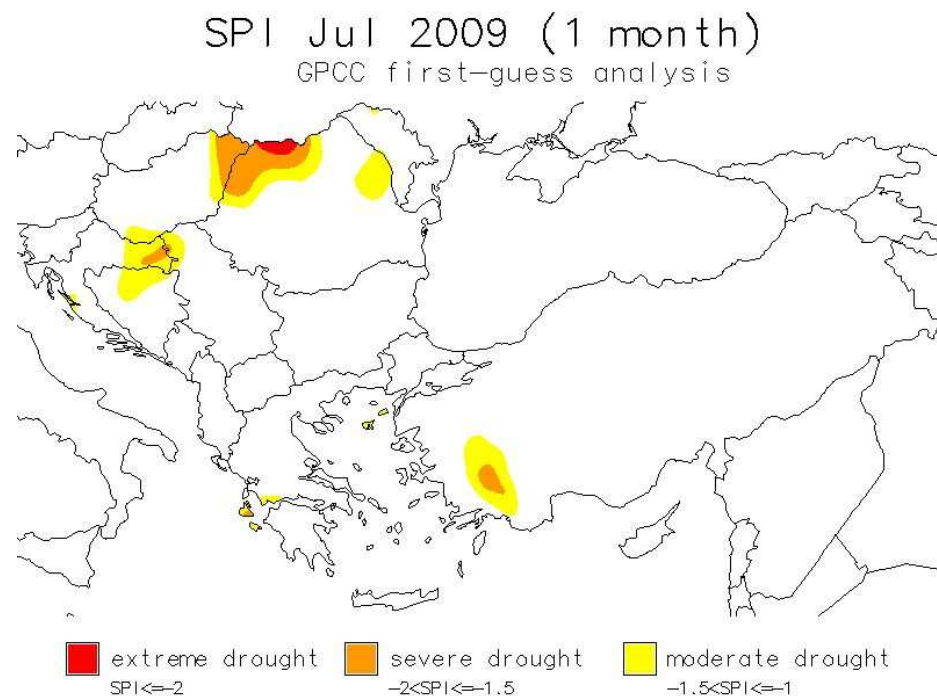 SPI Jul 2009 (1 month)
GPCC first-guess analysis
extreme drought severe drought moderate drought
SPI<=-2 -2<SPI<=-1.5 -1.5<SPI<=-1